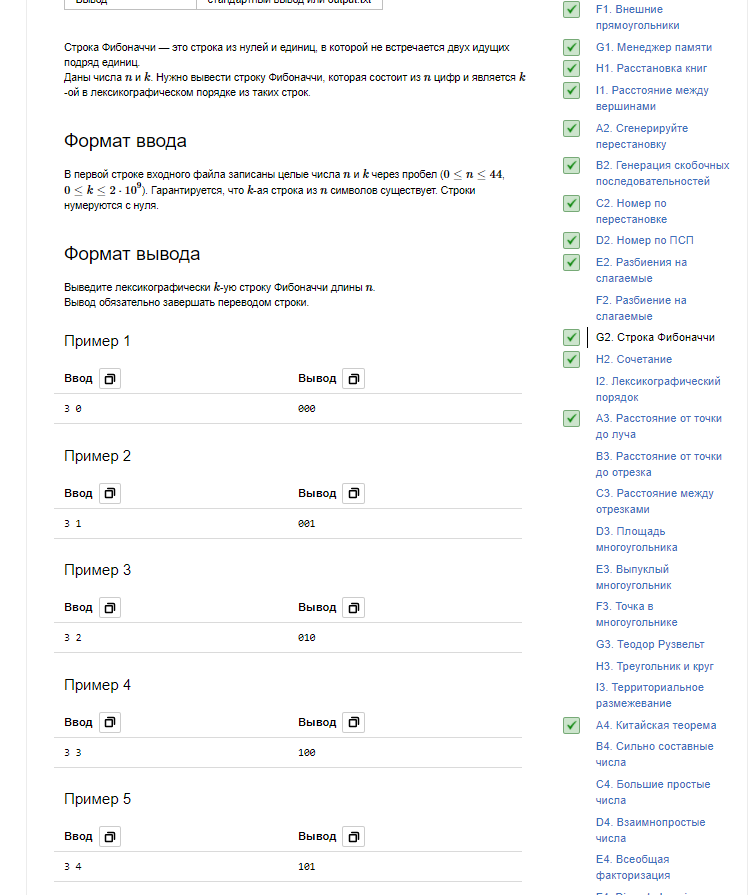 Вывод стандартный вывод или output.txt
Строка Фибоначчи — это строка из нулей и единиц, в которой не встречается двух идущих
подряд единиц.
Даны числа n и k. Нужно вывести строку Фибоначчи, которая состоит из n цифр и является k
-ой в лексикографическом порядке из таких строк.
Формат ввода
В первой строке входного файла записаны целые числа n и k через пробел (0 ≤ n ≤ 44,
0 ≤ k ≤ 2 · 10⁹). Гарантируется, что k-ая строка из n символов существует. Строки
нумеруются с нуля.
Формат вывода
Выведите лексикографически k-ую строку Фибоначчи длины n.
Вывод обязательно завершать переводом строки.
Пример 1
Ввод Вывод
3 0 000
Пример 2
Ввод Вывод
3 1 001
Пример 3
Ввод Вывод
3 2 010
Пример 4
Ввод Вывод
3 3 100
Пример 5
Ввод Вывод
3 4 101
F1. Внешние
прямоугольники
G1. Менеджер памяти
H1. Расстановка книг
I1. Расстояние между
вершинами
A2. Сгенерируйте
перестановку
B2. Генерация скобочных
последовательностей
C2. Номер по
перестановке
D2. Номер по ПСП
E2. Разбиения на
слагаемые
F2. Разбиение на
слагаемые
G2. Строка Фибоначчи
H2. Сочетание
I2. Лексикографический
порядок
A3. Расстояние от точки
до луча
B3. Расстояние от точки
до отрезка
C3. Расстояние между
отрезками
D3. Площадь
многоугольника
E3. Выпуклый
многоугольник
F3. Точка в
многоугольнике
G3. Теодор Рузвельт
H3. Треугольник и круг
I3. Территориальное
размежевание
A4. Китайская теорема
B4. Сильно составные
числа
C4. Большие простые
числа
D4. Взаимнопростые
числа
E4. Всеобщая
факторизация